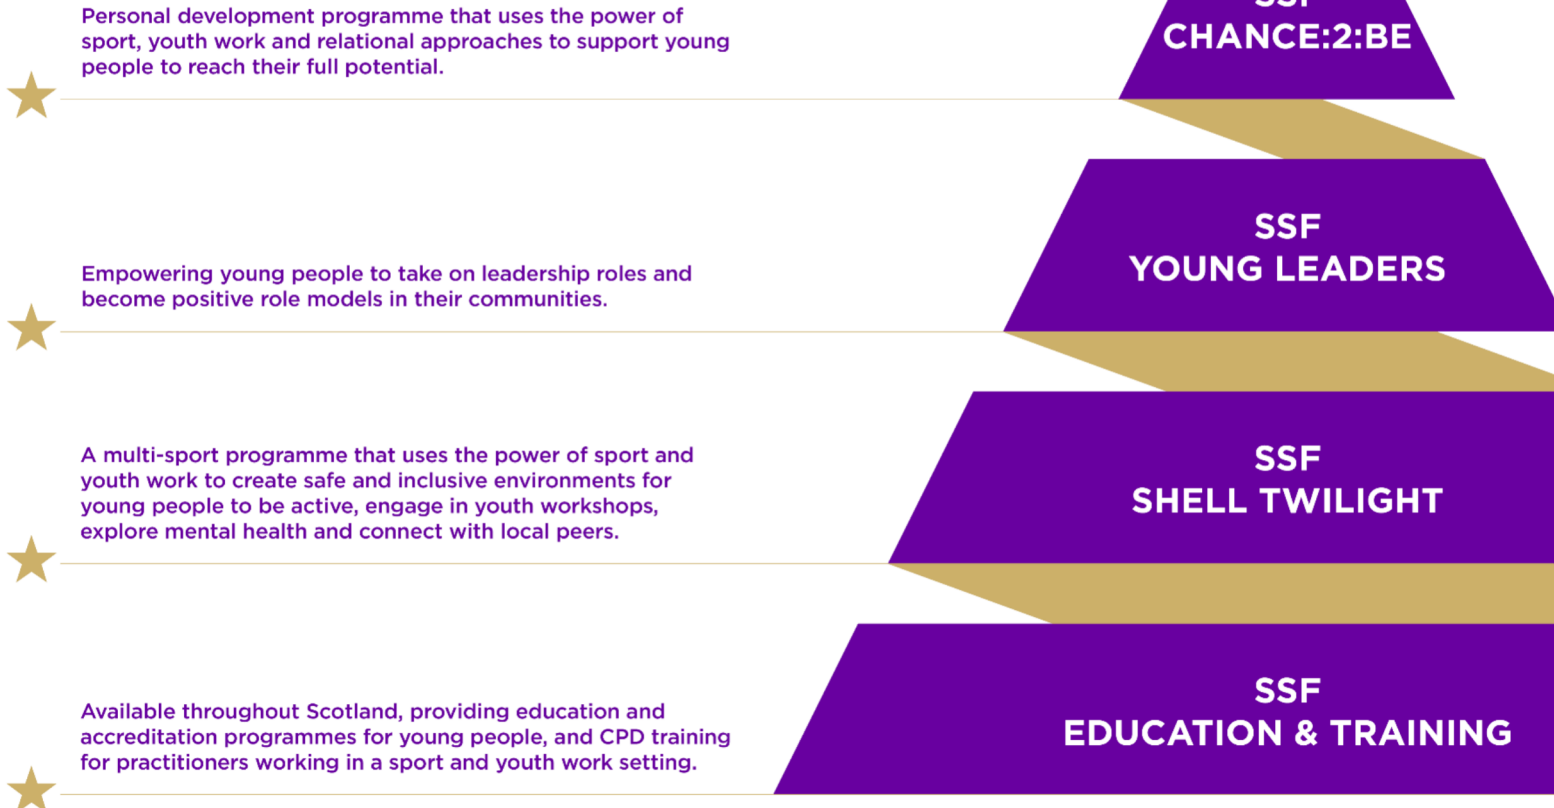 Personal development programme that uses the power of
sport, youth work and relational approaches to support young
people to reach their full potential.
SSF
CHANCE:2:BE
Empowering young people to take on leadership roles and
become positive role models in their communities.
SSF
YOUNG LEADERS
A multi-sport programme that uses the power of sport and
youth work to create safe and inclusive environments for
young people to be active, engage in youth workshops,
explore mental health and connect with local peers.
SSF
SHELL TWILIGHT
Available throughout Scotland, providing education and
accreditation programmes for young people, and CPD training
for practitioners working in a sport and youth work setting.
SSF
EDUCATION & TRAINING